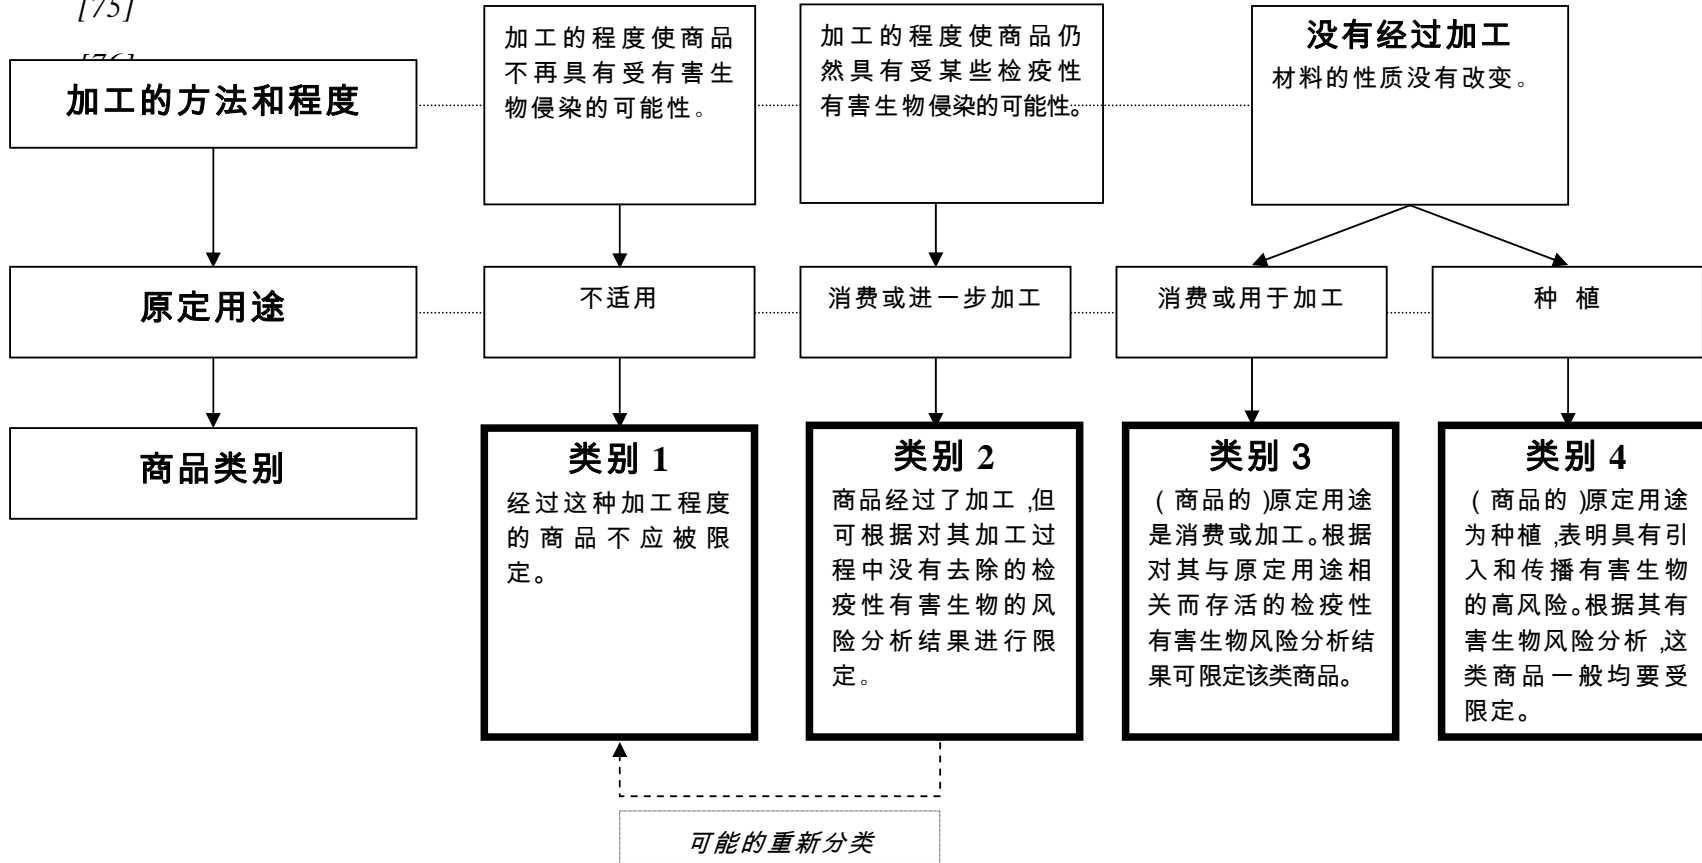 [75]
加工的方法和程度
加工的程度使商品
不再具有受有害生
物侵染的可能性。
加工的程度使商品仍
然具有受某些检疫性
有害生物侵染的可能性。
没有经过加工
材料的性质没有改变。
原定用途
不适用
消费或进一步加工
消费或用于加工
种 植
商品类别
类别 1
经过这种加工程度
的商品不应被限
定。
类别 2
商品经过了加工,但
可根据对其加工过
程中没有去除的检
疫性有害生物的风
险分析结果进行限
定。
类别 3
(商品的)原定用途
是消费或加工。根据
对其与原定用途相
关而存活的检疫性
有害生物风险分析结
果可限定该类商品。
类别 4
(商品的)原定用途
为种植,表明具有引
入和传播有害生物
的高风险。根据其有
害生物风险分析,这
类商品一般均要受
限定。
可能的重新分类